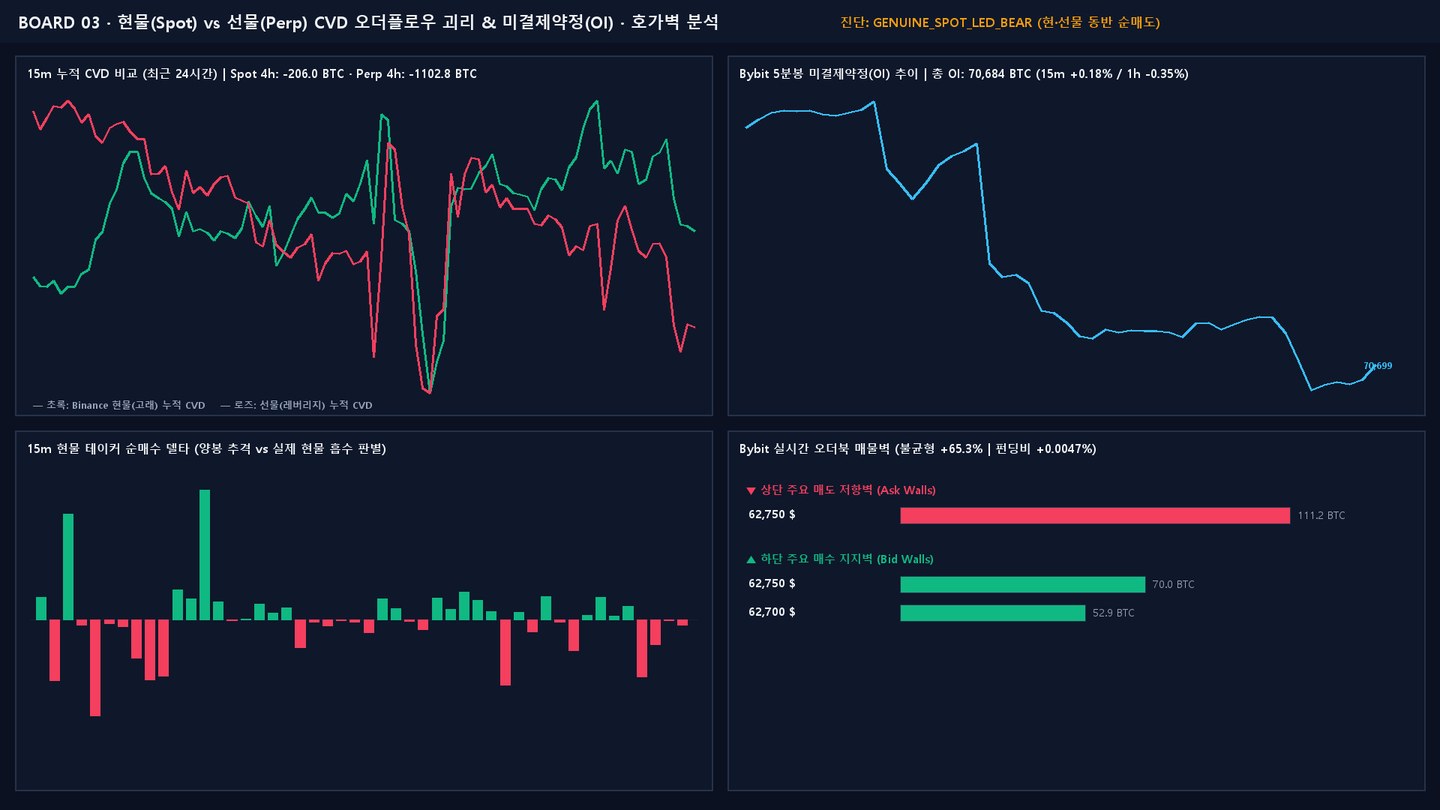 BOARD 03 · 현물(Spot) vs 선물(Perp) CVD 오더플로우 괴리 & 미결제약정(OI) · 호가벽 분석
진단: GENUINE_SPOT_LED_BEAR (현·선물 동반 순매도)
15m 누적 CVD 비교 (최근 24시간) | Spot 4h: -206.0 BTC · Perp 4h: -1102.8 BTC
— 초록: Binance 현물(고래) 누적 CVD — 로즈: 선물(레버리지) 누적 CVD
Bybit 5분봉 미결제약정(OI) 추이 | 총 OI: 70,684 BTC (15m +0.18% / 1h -0.35%)
70,699
15m 현물 테이커 순매수 델타 (양봉 추격 vs 실제 현물 흡수 판별)
Bybit 실시간 오더북 매물벽 (불균형 +65.3% | 펀딩비 +0.0047%)
▼ 상단 주요 매도 저항벽 (Ask Walls)
62,750 $ 111.2 BTC
▲ 하단 주요 매수 지지벽 (Bid Walls)
62,750 $ 70.0 BTC
62,700 $ 52.9 BTC